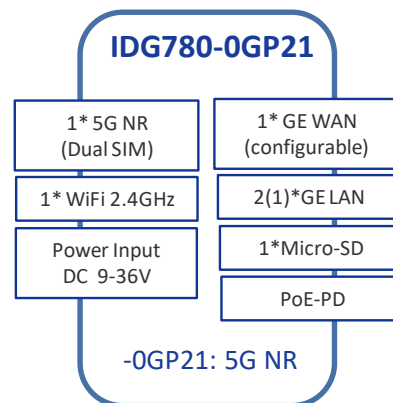 IDG780-0GP21
1* 5G NR
(Dual SIM)
1* WiFi 2.4GHz
Power Input
DC 9-36V
1* GE WAN
(configurable)
2(1)*GE LAN
1*Micro-SD
PoE-PD
-0GP21: 5G NR